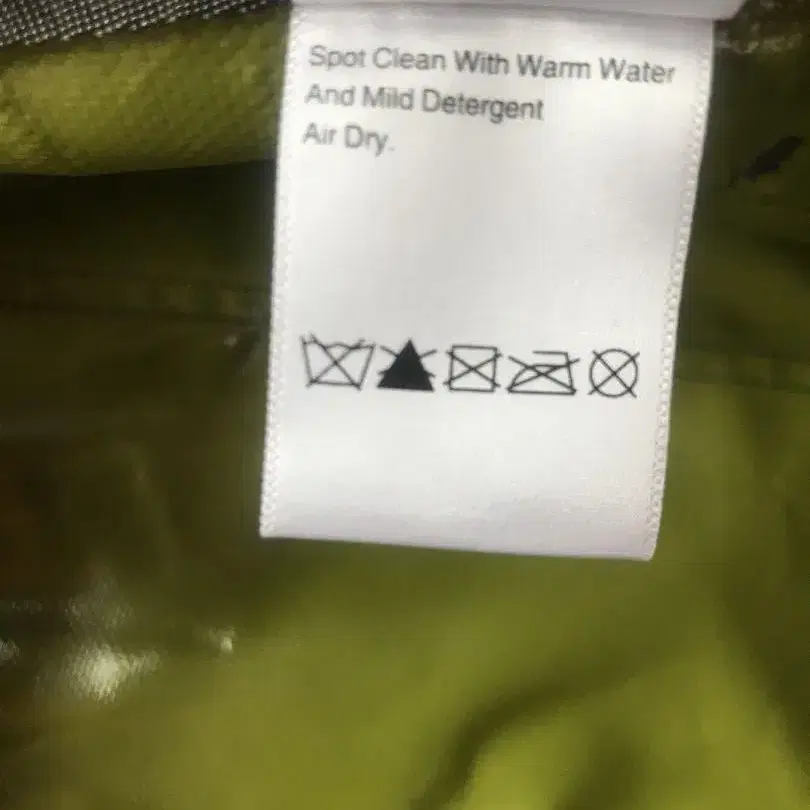 Spot Clean With Warm Water
And Mild Detergent
Air Dry.